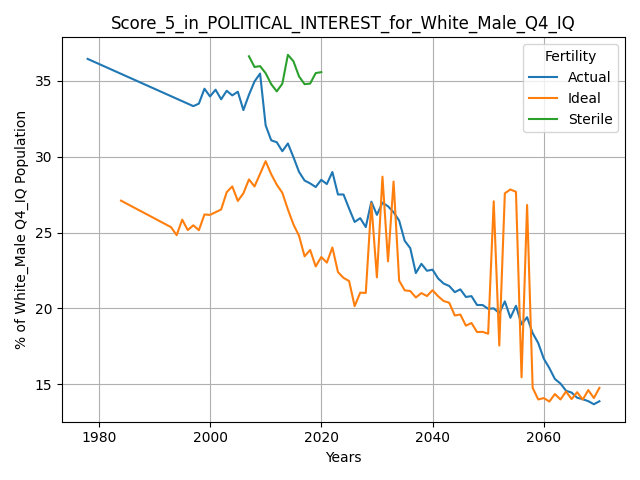 Score_5_in_POLITICAL_INTEREST_for_White_Male_Q4_IQ
Fertility
Actual
Ideal
Sterile
% of White_Male Q4_IQ Population
35
30
25
20
15
1980
2000
2020
2040
2060
Years